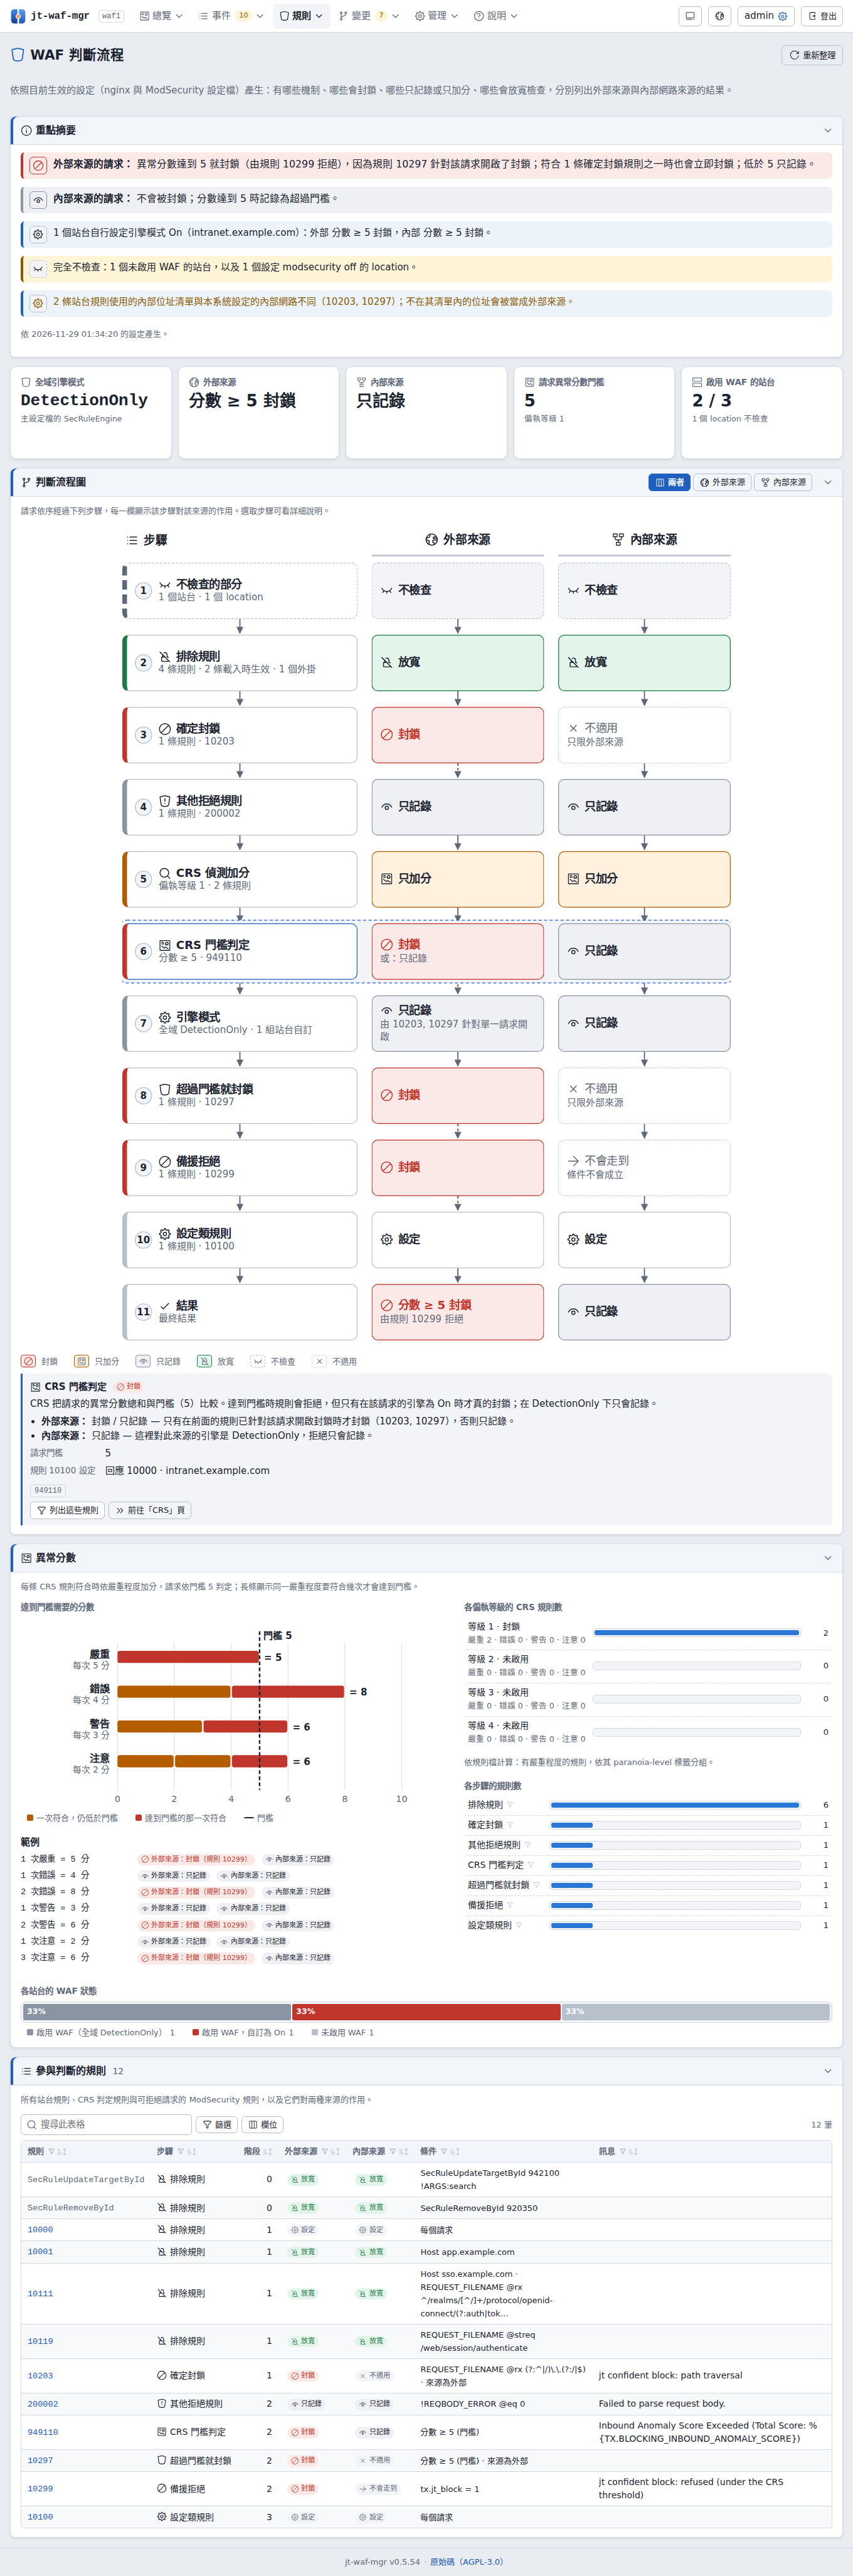 jt-waf-mgr waf1 總覽 事件 10 規則 變更 7 管理 說明 admin 登出
WAF 判斷流程 重新整理
依照目前生效的設定（nginx 與 ModSecurity 設定檔）產生：有哪些機制、哪些會封鎖、哪些只記錄或只加分、哪些會放寬檢查，分別列出外部來源與內部網路來源的結果。
重點摘要
外部來源的請求： 異常分數達到 5 就封鎖（由規則 10299 拒絕），因為規則 10297 針對該請求開啟了封鎖；符合 1 條確定封鎖規則之一時也會立即封鎖；低於 5 只記錄。
內部來源的請求： 不會被封鎖；分數達到 5 時記錄為超過門檻。
1 個站台自行設定引擎模式 On（intranet.example.com）：外部 分數 ≥ 5 封鎖，內部 分數 ≥ 5 封鎖。
完全不檢查：1 個未啟用 WAF 的站台，以及 1 個設定 modsecurity off 的 location。
2 條站台規則使用的內部位址清單與本系統設定的內部網路不同（10203, 10297）；不在其清單內的位址會被當成外部來源。
依 2026-11-29 01:34:20 的設定產生。
全域引擎模式
DetectionOnly
主設定檔的 SecRuleEngine
外部來源
分數 ≥ 5 封鎖
內部來源
只記錄
請求異常分數門檻
5
偏執等級 1
啟用 WAF 的站台
2 / 3
1 個 location 不檢查
判斷流程圖 兩者 外部來源 內部來源
請求依序經過下列步驟，每一欄顯示該步驟對該來源的作用。選取步驟可看詳細說明。
步驟 外部來源 內部來源
1 不檢查的部分 不檢查 不檢查
1 個站台 · 1 個 location
2 排除規則 放寬 放寬
4 條規則 · 2 條載入時生效 · 1 個外掛
3 確定封鎖 封鎖 不適用
1 條規則 · 10203 只限外部來源
4 其他拒絕規則 只記錄 只記錄
1 條規則 · 200002
5 CRS 偵測加分 只加分 只加分
偏執等級 1 · 2 條規則
6 CRS 門檻判定 封鎖 只記錄
分數 ≥ 5 · 949110 或：只記錄
7 引擎模式 只記錄 只記錄
全域 DetectionOnly · 1 組站台自訂 由 10203, 10297 針對單一請求開
啟
8 超過門檻就封鎖 封鎖 不適用
1 條規則 · 10297 只限外部來源
9 備援拒絕 封鎖 不會走到
1 條規則 · 10299 條件不會成立
10 設定類規則 設定 設定
1 條規則 · 10100
11 結果 分數 ≥ 5 封鎖 只記錄
最終結果 由規則 10299 拒絕
封鎖 只加分 只記錄 放寬 不檢查 不適用
CRS 門檻判定 封鎖
CRS 把請求的異常分數總和與門檻（5）比較。達到門檻時規則會拒絕，但只有在該請求的引擎為 On 時才真的封鎖；在 DetectionOnly 下只會記錄。
• 外部來源： 封鎖 / 只記錄 — 只有在前面的規則已針對該請求開啟封鎖時才封鎖（10203, 10297），否則只記錄。
• 內部來源： 只記錄 — 這裡對此來源的引擎是 DetectionOnly，拒絕只會記錄。
請求門檻 5
規則 10100 設定 回應 10000 · intranet.example.com
949110
列出這些規則 前往「CRS」頁
異常分數
每條 CRS 規則符合時依嚴重程度加分，請求依門檻 5 判定；長條顯示同一嚴重程度要符合幾次才會達到門檻。
達到門檻需要的分數
門檻 5
嚴重
每次 5 分
= 5
錯誤
每次 4 分
= 8
警告
每次 3 分
= 6
注意
每次 2 分
= 6
0 2 4 6 8 10
一次符合，仍低於門檻 達到門檻的那一次符合 門檻
範例
1 次嚴重 = 5 分 外部來源：封鎖（規則 10299） 內部來源：只記錄
1 次錯誤 = 4 分 外部來源：只記錄 內部來源：只記錄
2 次錯誤 = 8 分 外部來源：封鎖（規則 10299） 內部來源：只記錄
1 次警告 = 3 分 外部來源：只記錄 內部來源：只記錄
2 次警告 = 6 分 外部來源：封鎖（規則 10299） 內部來源：只記錄
1 次注意 = 2 分 外部來源：只記錄 內部來源：只記錄
3 次注意 = 6 分 外部來源：封鎖（規則 10299） 內部來源：只記錄
各偏執等級的 CRS 規則數
等級 1 · 封鎖
嚴重 2 · 錯誤 0 · 警告 0 · 注意 0 2
等級 2 · 未啟用
嚴重 0 · 錯誤 0 · 警告 0 · 注意 0 0
等級 3 · 未啟用
嚴重 0 · 錯誤 0 · 警告 0 · 注意 0 0
等級 4 · 未啟用
嚴重 0 · 錯誤 0 · 警告 0 · 注意 0 0
依規則檔計算：有嚴重程度的規則，依其 paranoia-level 標籤分組。
各步驟的規則數
排除規則 6
確定封鎖 1
其他拒絕規則 1
CRS 門檻判定 1
超過門檻就封鎖 1
備援拒絕 1
設定類規則 1
各站台的 WAF 狀態
33% 33% 33%
啟用 WAF（全域 DetectionOnly） 1 啟用 WAF，自訂為 On 1 未啟用 WAF 1
參與判斷的規則 12
所有站台規則、CRS 判定規則與可拒絕請求的 ModSecurity 規則，以及它們對兩種來源的作用。
搜尋此表格 篩選 欄位 12 筆
規則 步驟 階段 外部來源 內部來源 條件 訊息
SecRuleUpdateTargetById 排除規則 0 放寬 放寬 SecRuleUpdateTargetById 942100
!ARGS:search
SecRuleRemoveById 排除規則 0 放寬 放寬 SecRuleRemoveById 920350
10000 排除規則 1 設定 設定 每個請求
10001 排除規則 1 放寬 放寬 Host app.example.com
10111 排除規則 1 放寬 放寬 Host sso.example.com ·
REQUEST_FILENAME @rx
^/realms/[^/]+/protocol/openid-
connect/(?:auth|tok…
10119 排除規則 1 放寬 放寬 REQUEST_FILENAME @streq
/web/session/authenticate
10203 確定封鎖 1 封鎖 不適用 REQUEST_FILENAME @rx (?:^|/)\.\.(?:/|$)
· 來源為外部 jt confident block: path traversal
200002 其他拒絕規則 2 只記錄 只記錄 !REQBODY_ERROR @eq 0 Failed to parse request body.
949110 CRS 門檻判定 2 封鎖 只記錄 分數 ≥ 5 (門檻) Inbound Anomaly Score Exceeded (Total Score: %
{TX.BLOCKING_INBOUND_ANOMALY_SCORE})
10297 超過門檻就封鎖 2 封鎖 不適用 分數 ≥ 5 (門檻) · 來源為外部
10299 備援拒絕 2 封鎖 不會走到 tx.jt_block = 1 jt confident block: refused (under the CRS
threshold)
10100 設定類規則 3 設定 設定 每個請求
jt-waf-mgr v0.5.54 · 原始碼（AGPL-3.0）